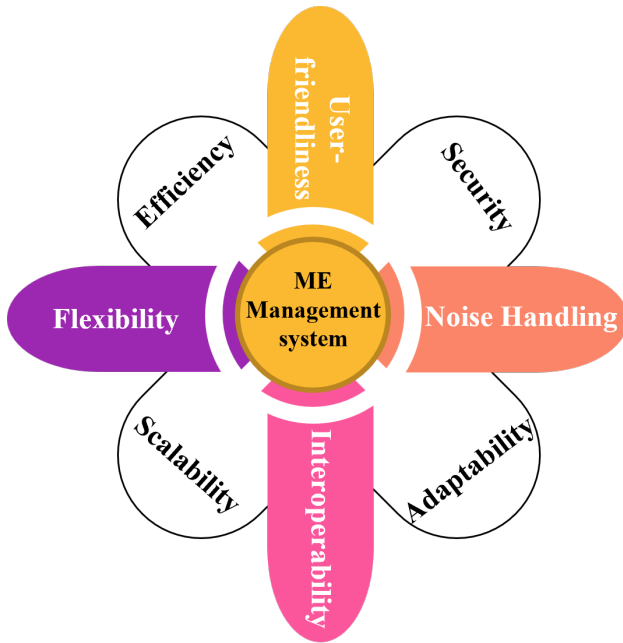 User-
friendliness
Efficiency
Security
ME
Management
system
Flexibility
Noise Handling
Scalability
Adaptability
Interoperability